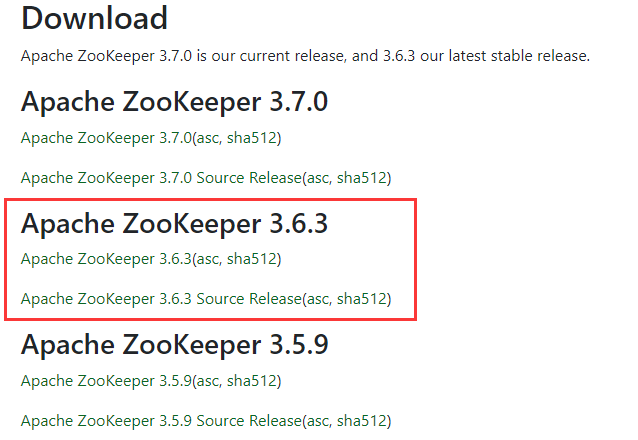 Download
Apache ZooKeeper 3.7.0 is our current release, and 3.6.3 our latest stable release.
Apache ZooKeeper 3.7.0
Apache ZooKeeper 3.7.0(asc, sha512)
Apache ZooKeeper 3.7.0 Source Release(asc, sha512)
Apache ZooKeeper 3.6.3
Apache ZooKeeper 3.6.3(asc, sha512)
Apache ZooKeeper 3.6.3 Source Release(asc, sha512)
Apache ZooKeeper 3.5.9
Apache ZooKeeper 3.5.9(asc, sha512)
Apache ZooKeeper 3.5.9 Source Release(asc, sha512)